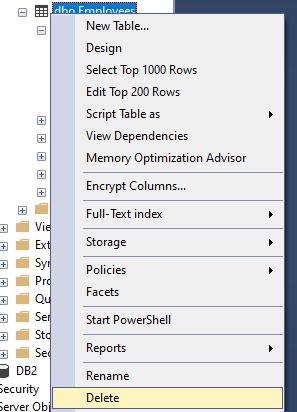 dbo.Employees
New Table...
Design
Select Top 1000 Rows
Edit Top 200 Rows
Script Table as
View Dependencies
Memory Optimization Advisor
Encrypt Columns...
Full-Text index
Storage
Policies
Facets
Start PowerShell
Reports
Rename
Delete
Vie
Ext
Syn
Pro
Qu
Ser
Sto
Sec
DB2
Security
Server Obj